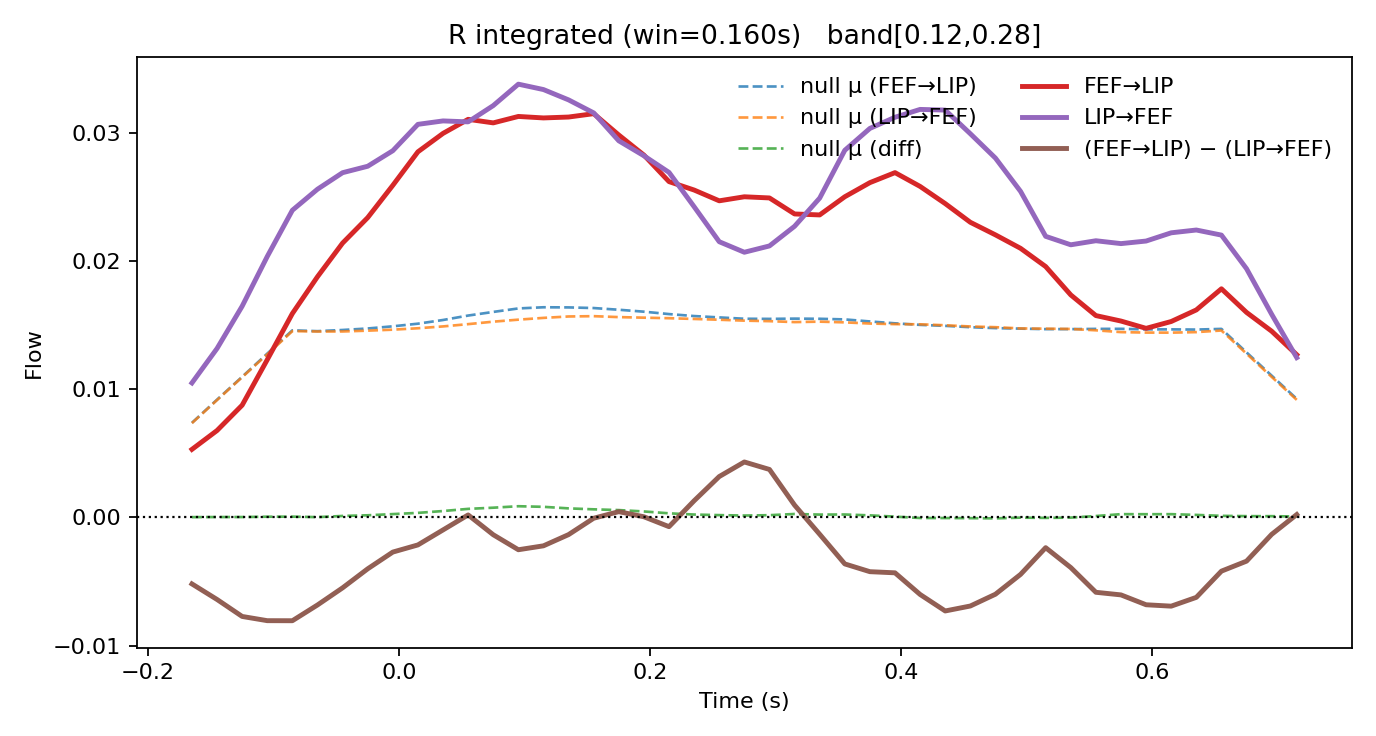 R integrated (win=0.160s)   band[0.12,0.28]
null μ (FEF→LIP)
null μ (LIP→FEF)
null μ (diff)
FEF→LIP
LIP→FEF
(FEF→LIP) − (LIP→FEF)
Flow
0.03
0.02
0.01
0.00
−0.01
−0.2
0.0
0.2
0.4
0.6
Time (s)